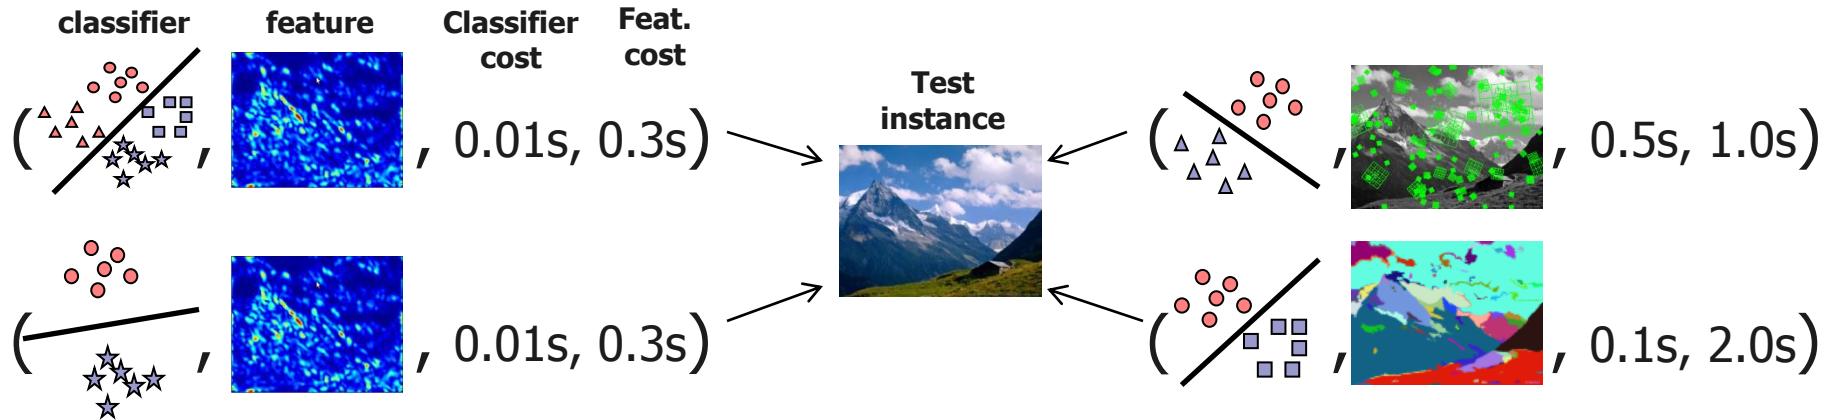 classifier
feature
Classifier
cost
Feat.
cost
( , , 0.01s, 0.3s)
( , , 0.01s, 0.3s)
Test
instance
( , , 0.5s, 1.0s)
( , , 0.1s, 2.0s)